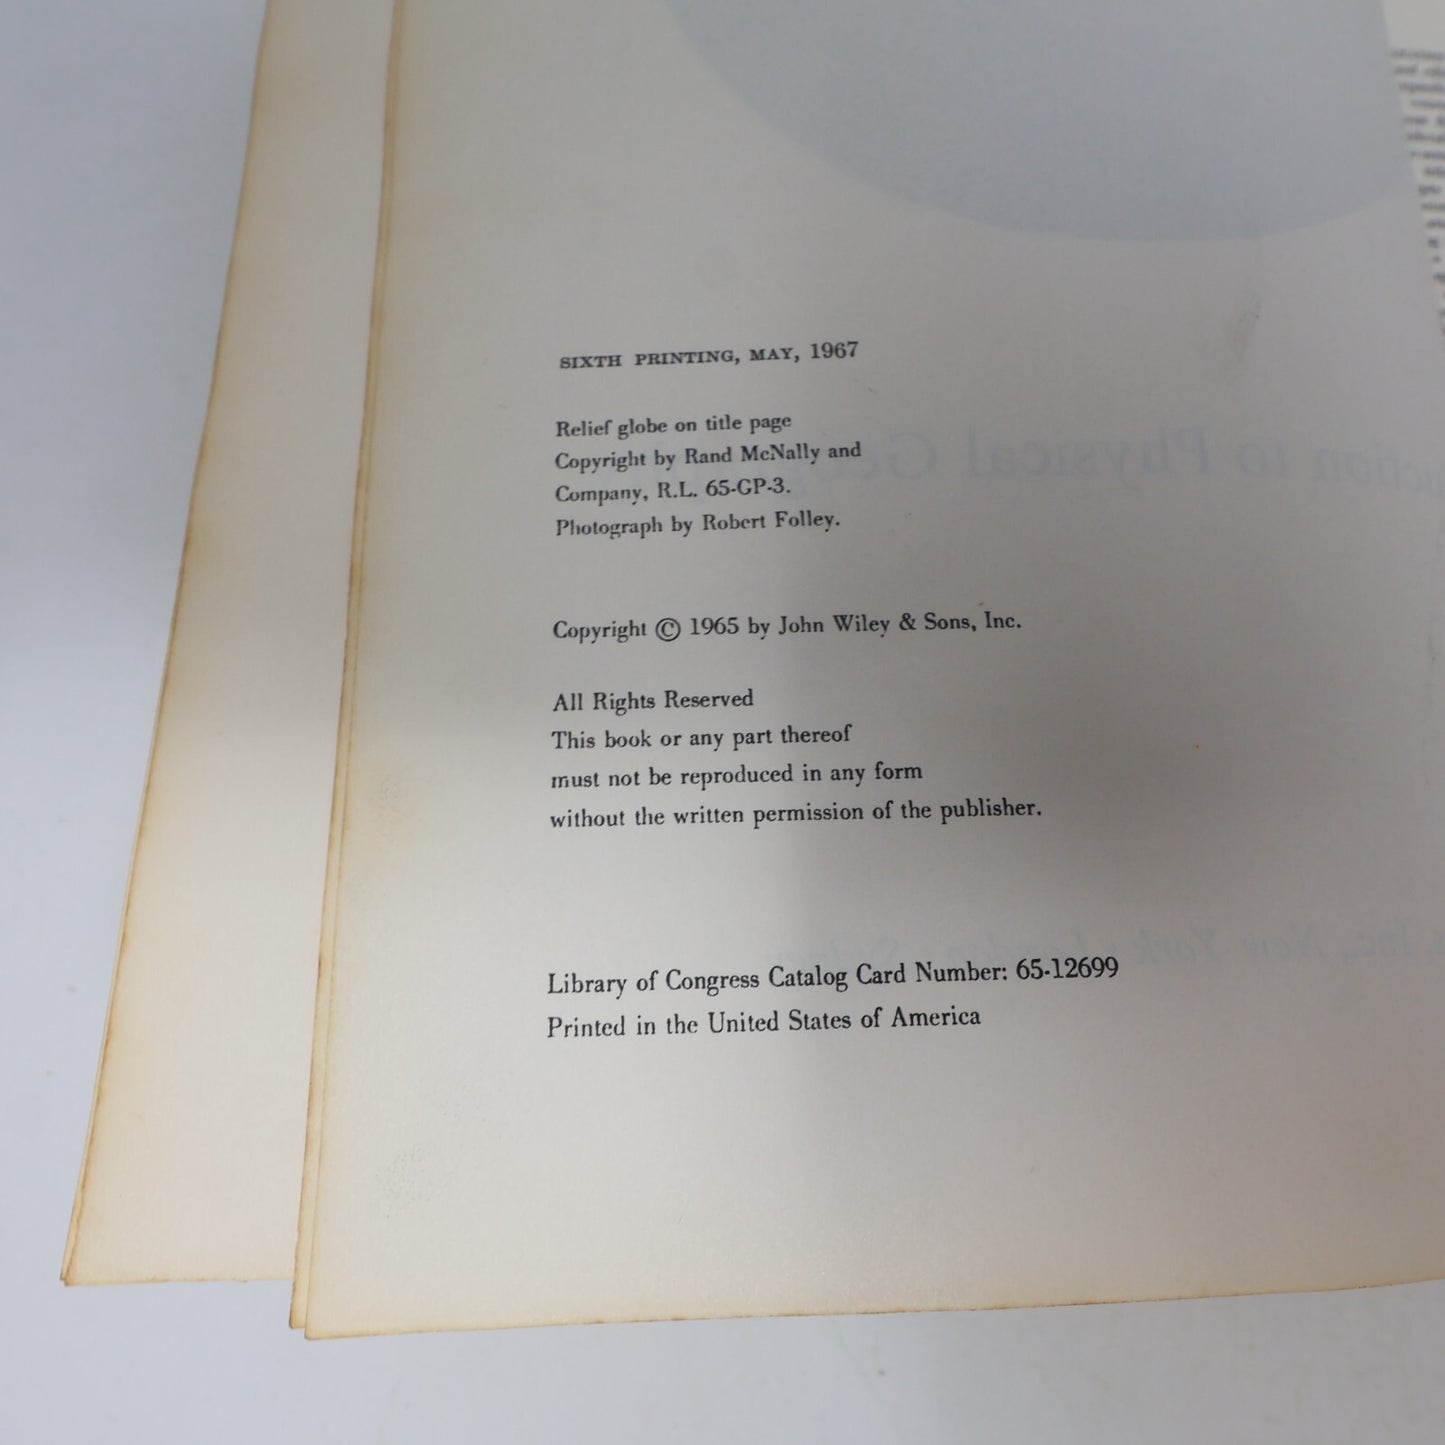 SIXTH PRINTING, MAY, 1967
Relief globe on title page
Copyright by Rand McNally and
Company, R.L. 65-GP-3.
Photograph by Robert Folley.
Copyright © 1965 by John Wiley & Sons, Inc.
All Rights Reserved
This book or any part thereof
must not be reproduced in any form
without the written permission of the publisher.
Library of Congress Catalog Card Number: 65-12699
Printed in the United States of America